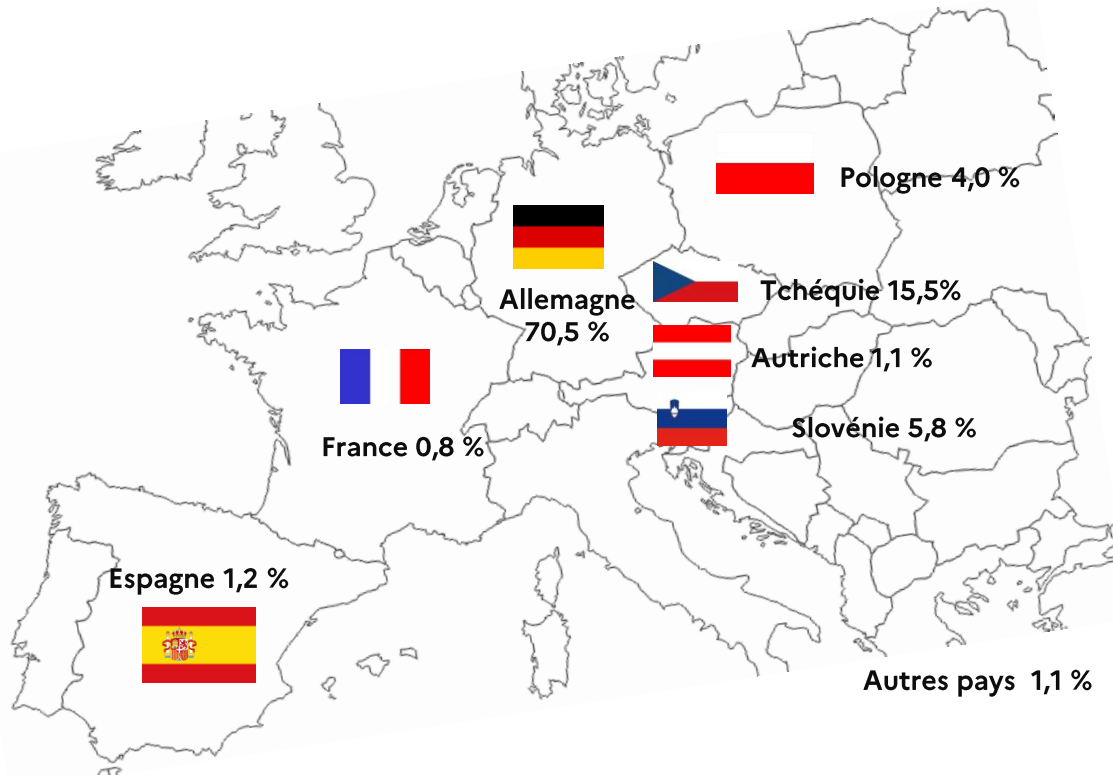 Pologne 4,0 %
Tchéquie 15,5%
Allemagne
70,5 %
Autriche 1,1 %
Slovénie 5,8 %
France 0,8 %
Espagne 1,2 %
Autres pays 1,1 %